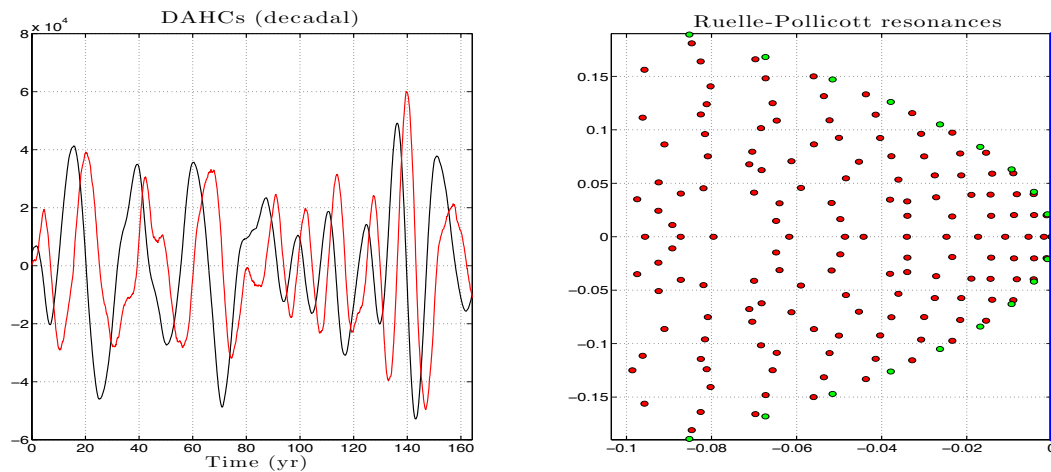 DAHCs (decadal)
8 x 10^4
6
4
2
0
−2
−4
−6
0 20 40 60 80 100 120 140 160
Time (yr)
Ruelle-Pollicott resonances
0.15
0.1
0.05
0
−0.05
−0.1
−0.15
−0.1 −0.08 −0.06 −0.04 −0.02 0